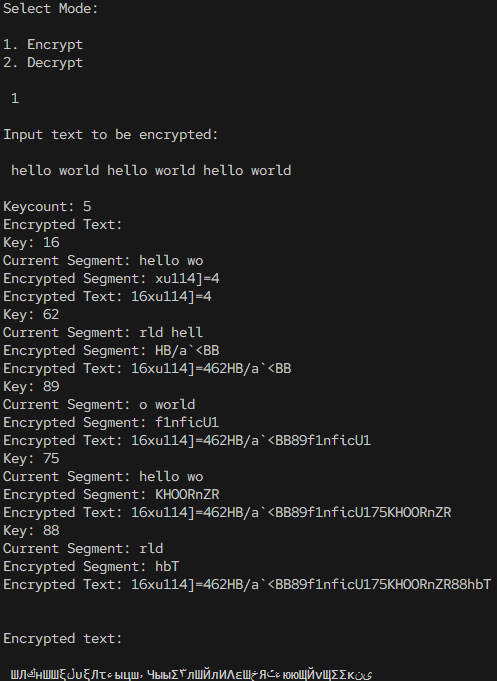 Select Mode:
1. Encrypt
2. Decrypt
1
Input text to be encrypted:
hello world hello world hello world
Keycount: 5
Encrypted Text:
Key: 16
Current Segment: hello wo
Encrypted Segment: xu114]=4
Encrypted Text: 16xu114]=4
Key: 62
Current Segment: rld hell
Encrypted Segment: HB/a`<BB
Encrypted Text: 16xu114]=462HB/a`<BB
Key: 89
Current Segment: o world
Encrypted Segment: f1nficU1
Encrypted Text: 16xu114]=462HB/a`<BB89f1nficU1
Key: 75
Current Segment: hello wo
Encrypted Segment: KHOORnZR
Encrypted Text: 16xu114]=462HB/a`<BB89f1nficU175KHOORnZR
Key: 88
Current Segment: rld
Encrypted Segment: hbT
Encrypted Text: 16xu114]=462HB/a`<BB89f1nficU175KHOORnZR88hbT
Encrypted text: